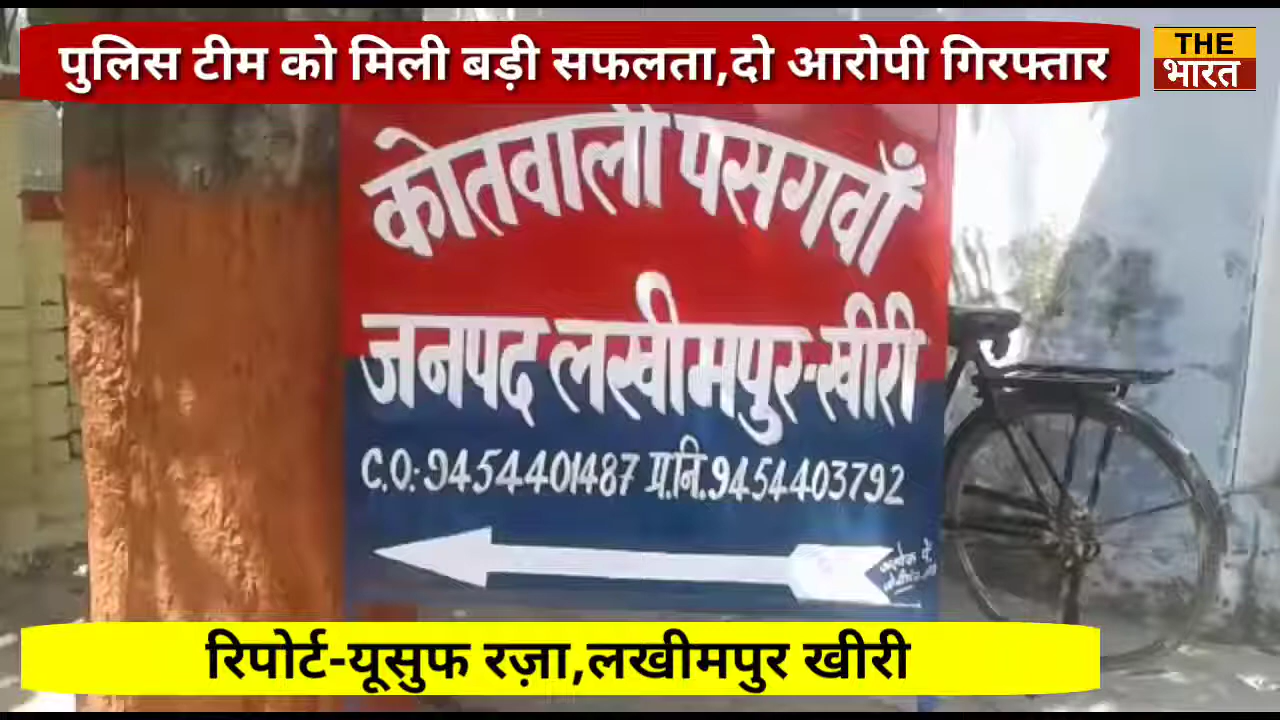 पुलिस टीम को मिली बड़ी सफलता,दो आरोपी गिरफ्तार
THE
भारत
कोतवाली पसगवाँ
जनपद लखीमपुर-खीरी
C.O:9454401487 प्र.नि.9454403792
रिपोर्ट-यूसुफ रज़ा,लखीमपुर खीरी